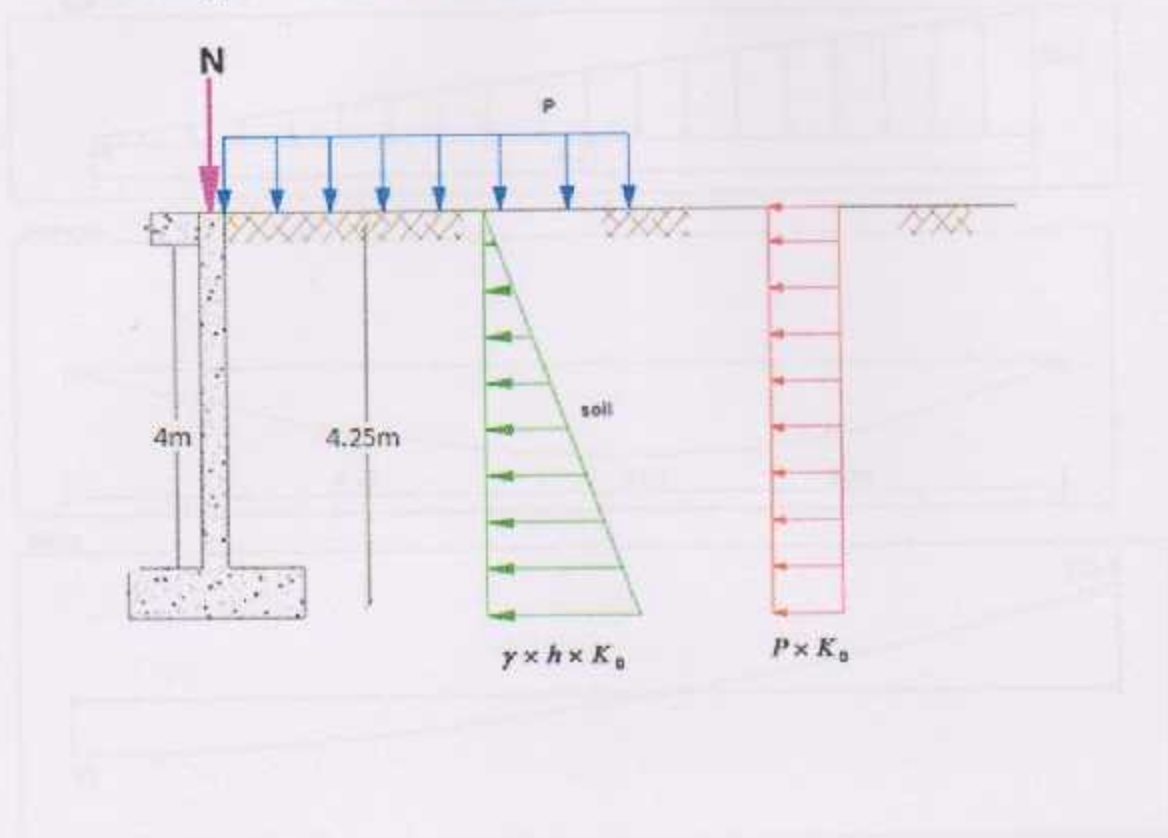 N
P
soil
4m
4.25m
γ × h × K₀
P × K₀